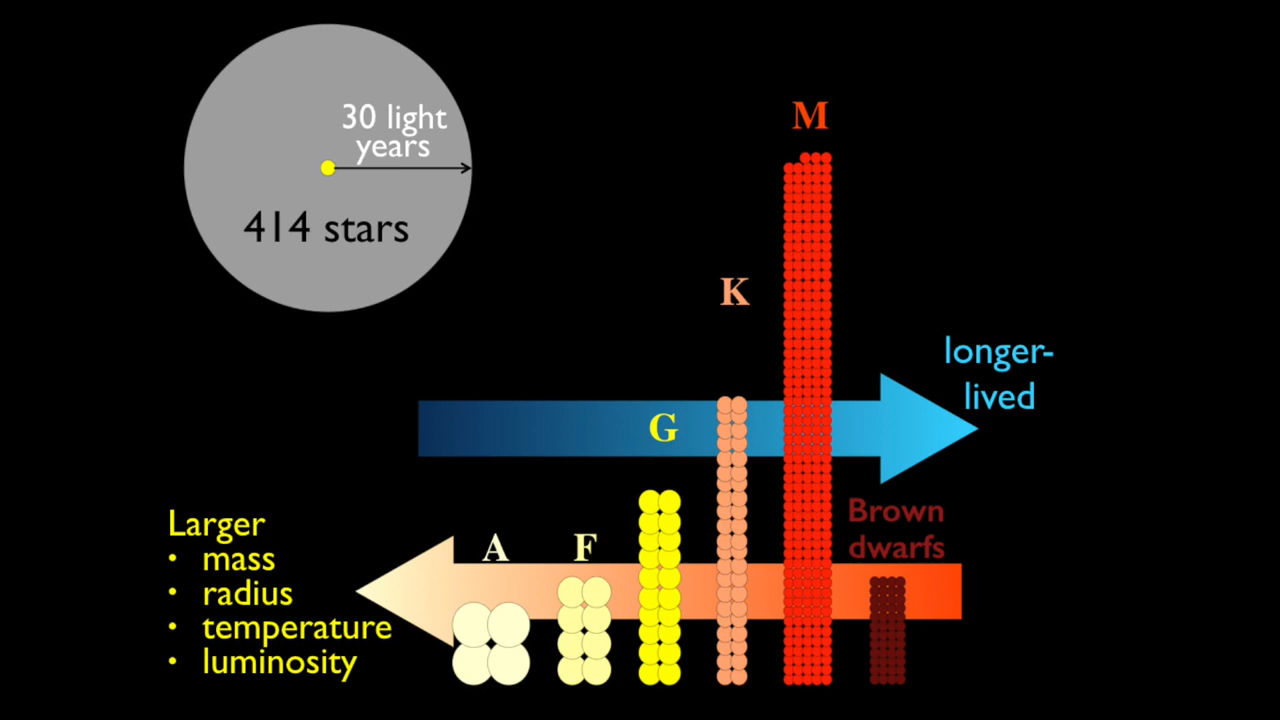 30 light
years
414 stars
M
K
longer-
lived
G
Brown
dwarfs
A
F
Larger
• mass
• radius
• temperature
• luminosity